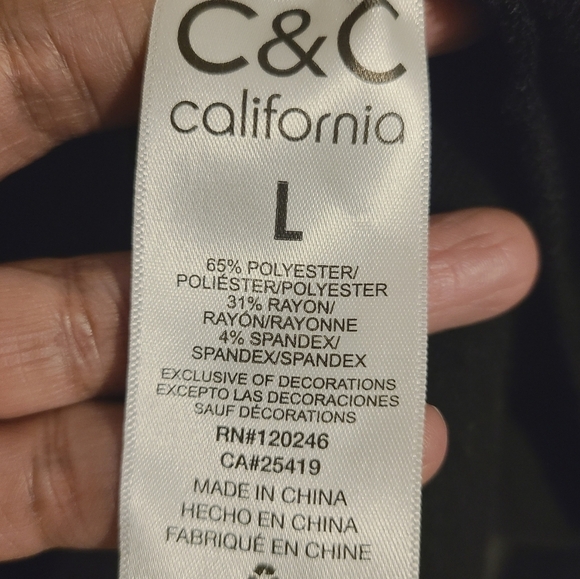 C&C
california
L
65% POLYESTER/
POLIÉSTER/POLYESTER
31% RAYON/
RAYÓN/RAYONNE
4% SPANDEX/
SPANDEX/SPANDEX
EXCLUSIVE OF DECORATIONS
EXCEPTO LAS DECORACIONES
SAUF DÉCORATIONS
RN#120246
CA#25419
MADE IN CHINA
HECHO EN CHINA
FABRIQUÉ EN CHINE